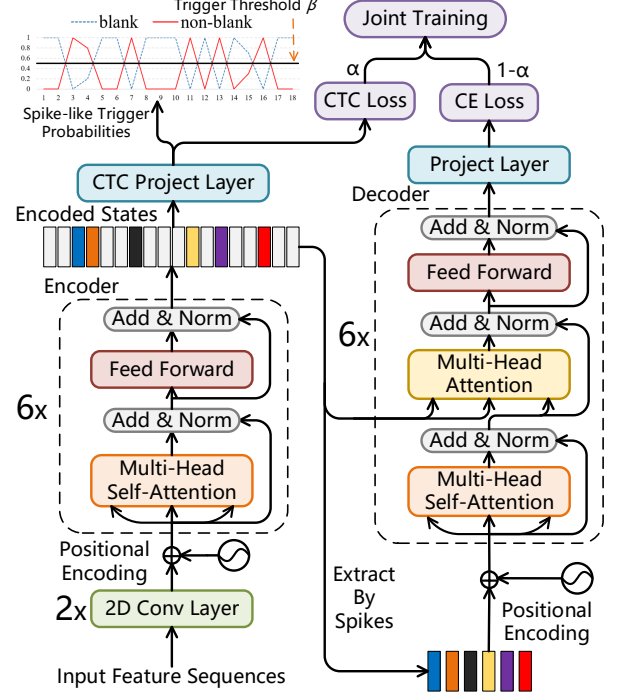 Trigger Threshold β
blank
non-blank
1
0.8
0.6
0.4
0.2
0
1 2 3 4 5 6 7 8 9 10 11 12 13 14 15 16 17 18
Spike-like Trigger
Probabilities
Joint Training
α
1-α
CTC Loss
CE Loss
CTC Project Layer
Project Layer
Encoded States
Encoder
6x
Add & Norm
Feed Forward
Add & Norm
Multi-Head
Self-Attention
Positional
Encoding
2x
2D Conv Layer
Input Feature Sequences
Decoder
6x
Add & Norm
Feed Forward
Add & Norm
Multi-Head
Attention
Add & Norm
Multi-Head
Self-Attention
Extract
By
Spikes
Positional
Encoding